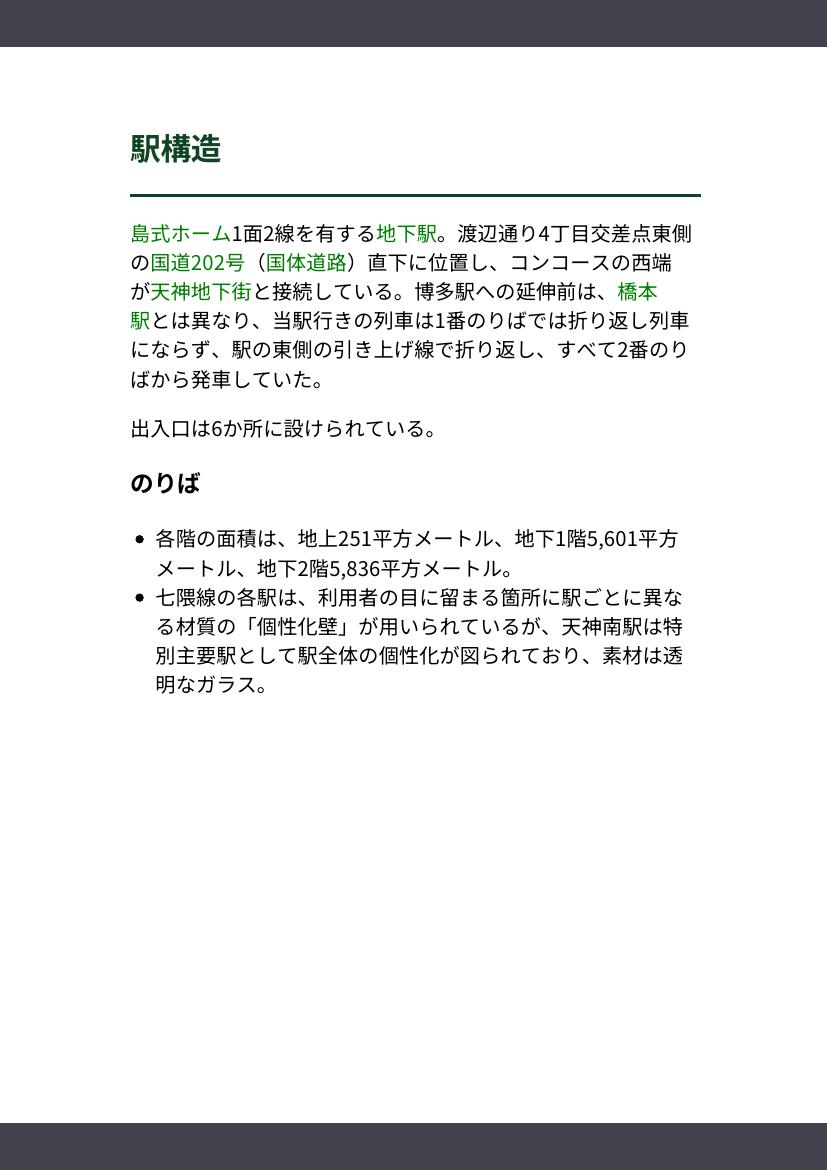 駅構造
島式ホーム1面2線を有する地下駅。渡辺通り4丁目交差点東側
の国道202号（国体道路）直下に位置し、コンコースの西端
が天神地下街と接続している。博多駅への延伸前は、橋本
駅とは異なり、当駅行きの列車は1番のりばでは折り返し列車
にならず、駅の東側の引き上げ線で折り返し、すべて2番のり
ばから発車していた。
出入口は6か所に設けられている。
のりば
• 各階の面積は、地上251平方メートル、地下1階5,601平方
メートル、地下2階5,836平方メートル。
• 七隈線の各駅は、利用者の目に留まる箇所に駅ごとに異な
る材質の「個性化壁」が用いられているが、天神南駅は特
別主要駅として駅全体の個性化が図られており、素材は透
明なガラス。